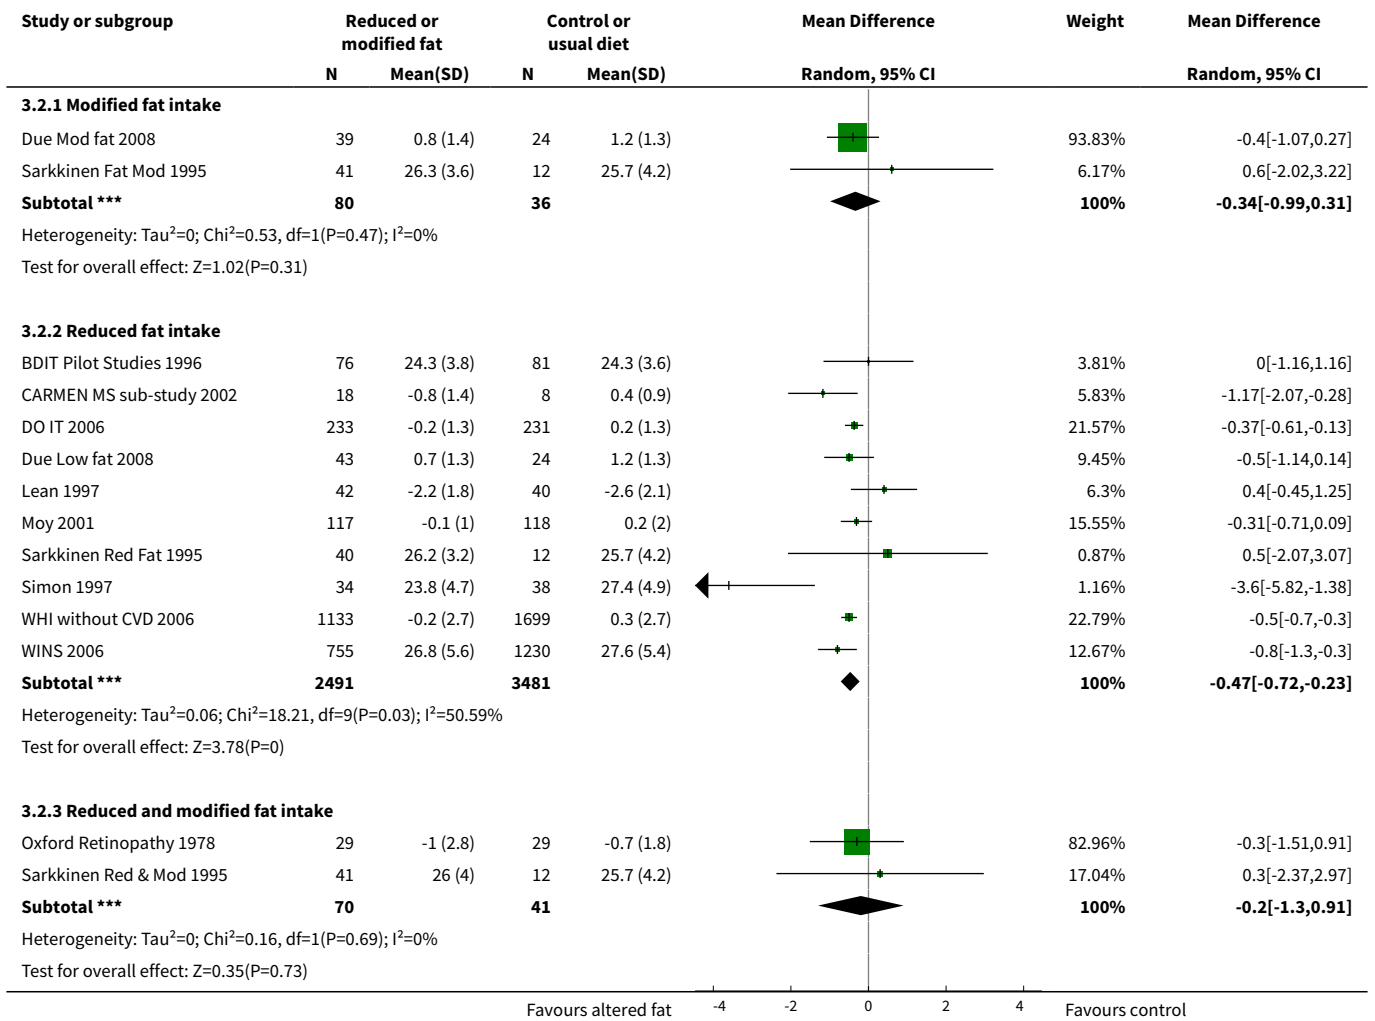 Study or subgroup Reduced or modified fat Control or usual diet Mean Difference Weight Mean Difference
N Mean(SD) N Mean(SD) Random, 95% CI Random, 95% CI
3.2.1 Modified fat intake
Due Mod fat 2008 39 0.8 (1.4) 24 1.2 (1.3) 93.83% -0.4[-1.07,0.27]
Sarkkinen Fat Mod 1995 41 26.3 (3.6) 12 25.7 (4.2) 6.17% 0.6[-2.02,3.22]
Subtotal *** 80 36 100% -0.34[-0.99,0.31]
Heterogeneity: Tau²=0; Chi²=0.53, df=1(P=0.47); I²=0%
Test for overall effect: Z=1.02(P=0.31)
3.2.2 Reduced fat intake
BDIT Pilot Studies 1996 76 24.3 (3.8) 81 24.3 (3.6) 3.81% 0[-1.16,1.16]
CARMEN MS sub-study 2002 18 -0.8 (1.4) 8 0.4 (0.9) 5.83% -1.17[-2.07,-0.28]
DO IT 2006 233 -0.2 (1.3) 231 0.2 (1.3) 21.57% -0.37[-0.61,-0.13]
Due Low fat 2008 43 0.7 (1.3) 24 1.2 (1.3) 9.45% -0.5[-1.14,0.14]
Lean 1997 42 -2.2 (1.8) 40 -2.6 (2.1) 6.3% 0.4[-0.45,1.25]
Moy 2001 117 -0.1 (1) 118 0.2 (2) 15.55% -0.31[-0.71,0.09]
Sarkkinen Red Fat 1995 40 26.2 (3.2) 12 25.7 (4.2) 0.87% 0.5[-2.07,3.07]
Simon 1997 34 23.8 (4.7) 38 27.4 (4.9) 1.16% -3.6[-5.82,-1.38]
WHI without CVD 2006 1133 -0.2 (2.7) 1699 0.3 (2.7) 22.79% -0.5[-0.7,-0.3]
WINS 2006 755 26.8 (5.6) 1230 27.6 (5.4) 12.67% -0.8[-1.3,-0.3]
Subtotal *** 2491 3481 100% -0.47[-0.72,-0.23]
Heterogeneity: Tau²=0.06; Chi²=18.21, df=9(P=0.03); I²=50.59%
Test for overall effect: Z=3.78(P=0)
3.2.3 Reduced and modified fat intake
Oxford Retinopathy 1978 29 -1 (2.8) 29 -0.7 (1.8) 82.96% -0.3[-1.51,0.91]
Sarkkinen Red & Mod 1995 41 26 (4) 12 25.7 (4.2) 17.04% 0.3[-2.37,2.97]
Subtotal *** 70 41 100% -0.2[-1.3,0.91]
Heterogeneity: Tau²=0; Chi²=0.16, df=1(P=0.69); I²=0%
Test for overall effect: Z=0.35(P=0.73)
Favours altered fat -4 -2 0 2 4 Favours control